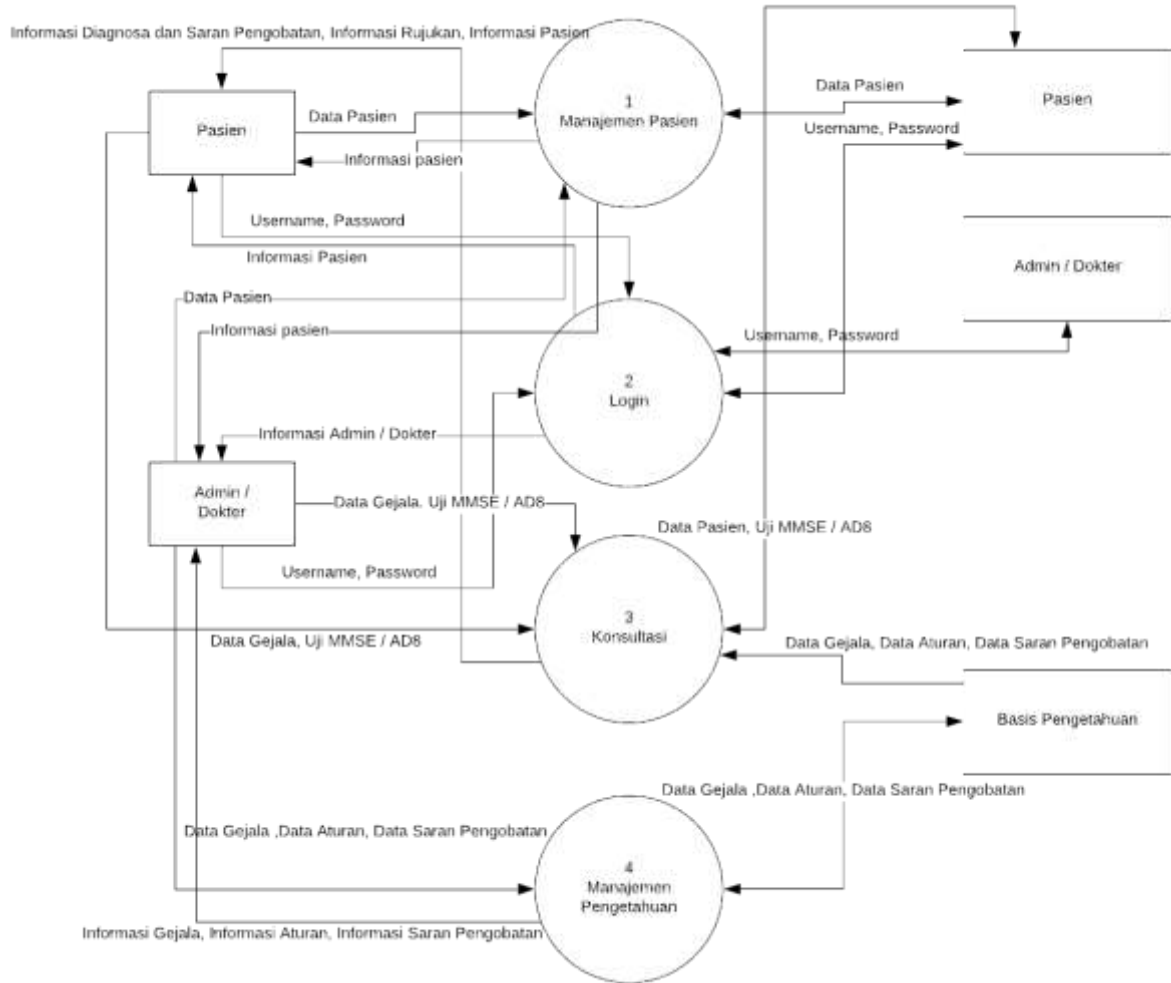 Informasi Diagnosa dan Saran Pengobatan, Informasi Rujukan, Informasi Pasien
1
Manajemen Pasien
Pasien
Data Pasien
Informasi pasien
Data Pasien
Pasien
Username, Password
Username, Password
Informasi Pasien
Data Pasien
Informasi pasien
Admin / Dokter
Username, Password
2
Login
Informasi Admin / Dokter
Admin /
Dokter
Data Gejala. Uji MMSE / AD8
Data Pasien, Uji MMSE / AD8
Username, Password
3
Konsultasi
Data Gejala, Uji MMSE / AD8
Data Gejala, Data Aturan, Data Saran Pengobatan
Basis Pengetahuan
Data Gejala ,Data Aturan, Data Saran Pengobatan
Data Gejala ,Data Aturan, Data Saran Pengobatan
4
Manajemen
Pengetahuan
Informasi Gejala, Informasi Aturan, Informasi Saran Pengobatan